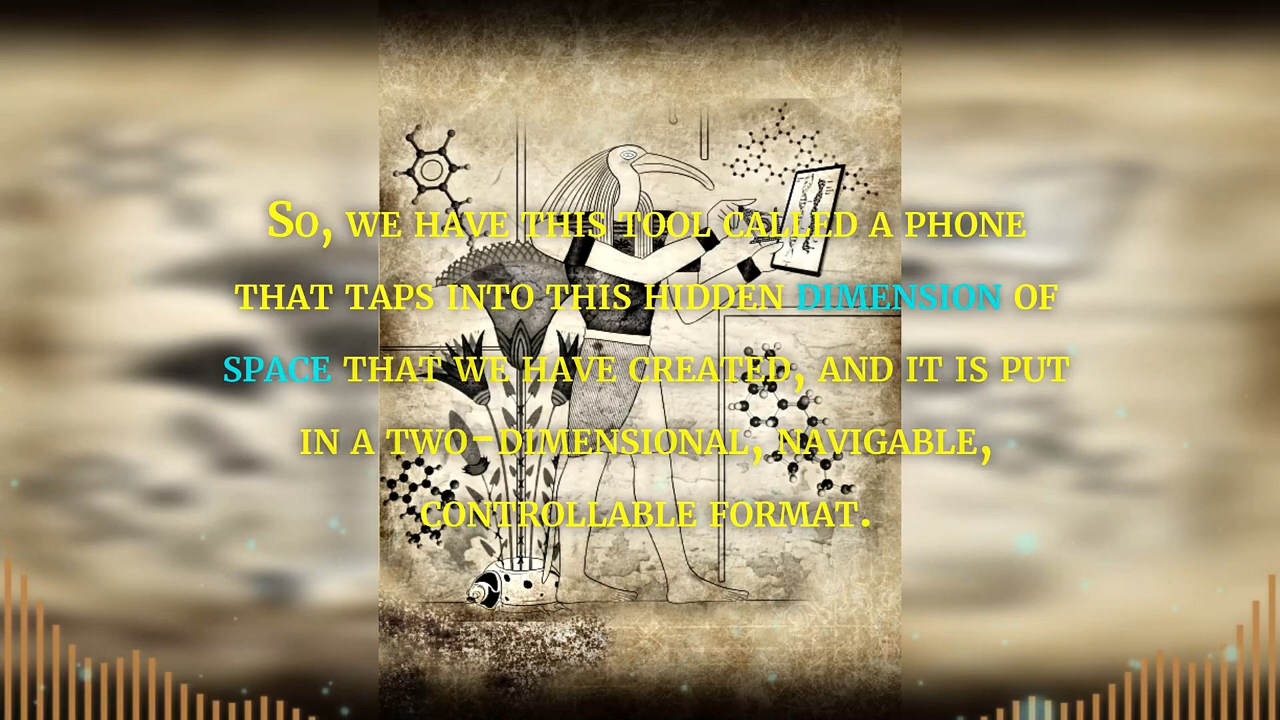 So, we have this tool called a phone
that taps into this hidden dimension of
space that we have created, and it is put
in a two-dimensional, navigable,
controllable format.